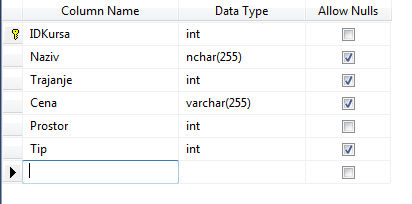 Column Name Data Type Allow Nulls
IDKursa int
Naziv nchar(255)
Trajanje int
Cena varchar(255)
Prostor int
Tip int